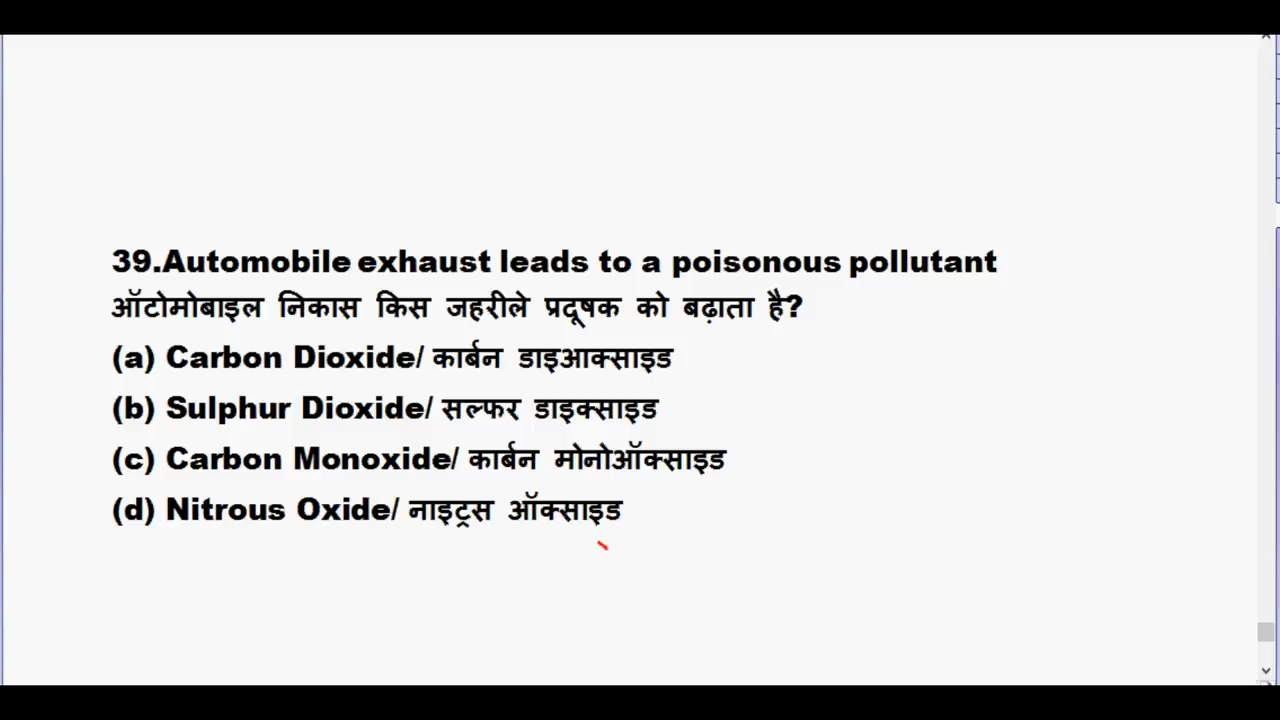 39.Automobile exhaust leads to a poisonous pollutant
ऑटोमोबाइल निकास किस जहरीले प्रदूषक को बढ़ाता है?
(a) Carbon Dioxide/ कार्बन डाइआक्साइड
(b) Sulphur Dioxide/ सल्फर डाइक्साइड
(c) Carbon Monoxide/ कार्बन मोनोऑक्साइड
(d) Nitrous Oxide/ नाइट्रस ऑक्साइड